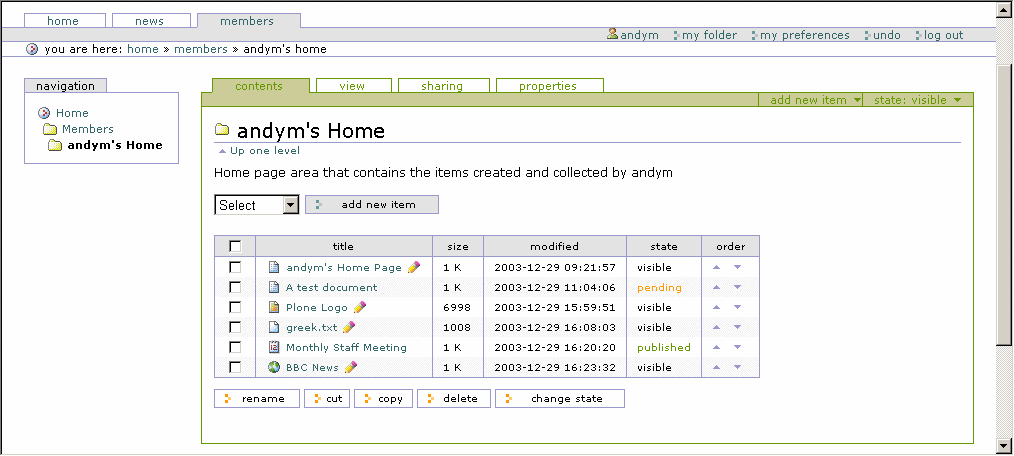 home news members
andym my folder my preferences undo log out
you are here: home » members » andym's home
navigation
Home
Members
andym's Home
contents view sharing properties
add new item state: visible
andym's Home
Up one level
Home page area that contains the items created and collected by andym
Select add new item
title size modified state order
andym's Home Page 1 K 2003-12-29 09:21:57 visible
A test document 1 K 2003-12-29 11:04:06 pending
Plone Logo 6998 2003-12-29 15:59:51 visible
greek.txt 1008 2003-12-29 16:08:03 visible
Monthly Staff Meeting 1 K 2003-12-29 16:20:20 published
BBC News 1 K 2003-12-29 16:23:32 visible
rename cut copy delete change state